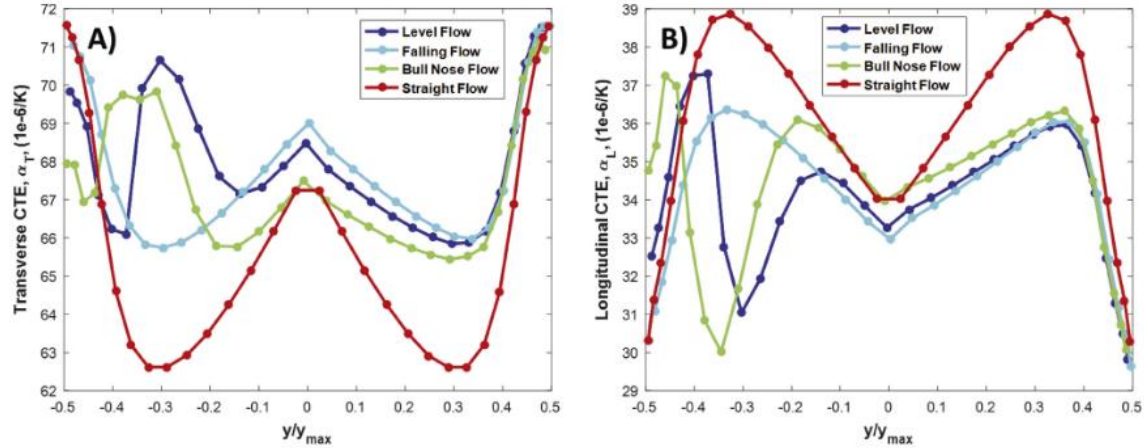 A)
Level Flow
Falling Flow
Bull Nose Flow
Straight Flow
Transverse CTE, α_T, (1e-6/K)
72
71
70
69
68
67
66
65
64
63
62
-0.5 -0.4 -0.3 -0.2 -0.1 0 0.1 0.2 0.3 0.4 0.5
y/y_max
B)
Level Flow
Falling Flow
Bull Nose Flow
Straight Flow
Longitudinal CTE, α_L, (1e-6/K)
39
38
37
36
35
34
33
32
31
30
29
-0.5 -0.4 -0.3 -0.2 -0.1 0 0.1 0.2 0.3 0.4 0.5
y/y_max